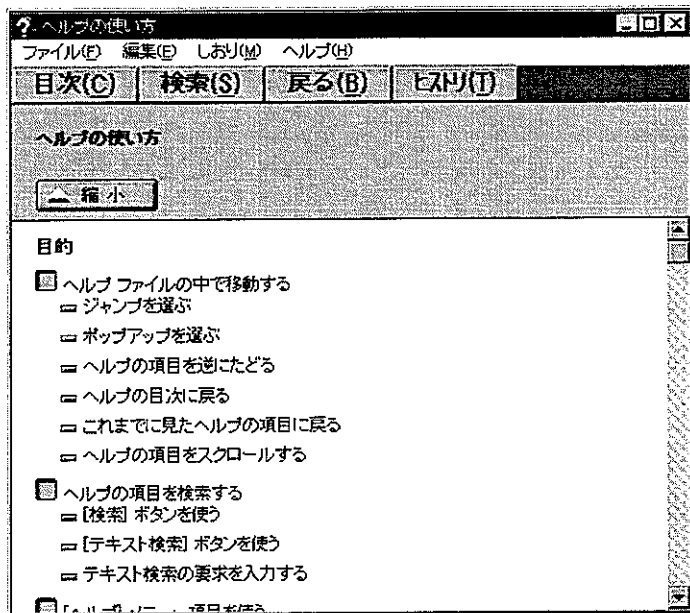 ヘルプの使い方
ファイル(F) 編集(E) しおり(M) ヘルプ(H)
目次(C) 検索(S) 戻る(B) ヒストリ(T)
ヘルプの使い方
縮小
目的
ヘルプ ファイルの中で移動する
ジャンプを選ぶ
ポップアップを選ぶ
ヘルプの項目を逆にたどる
ヘルプの目次に戻る
これまでに見たヘルプの項目に戻る
ヘルプの項目をスクロールする
ヘルプの項目を検索する
[検索] ボタンを使う
[テキスト検索] ボタンを使う
テキスト検索の要求を入力する